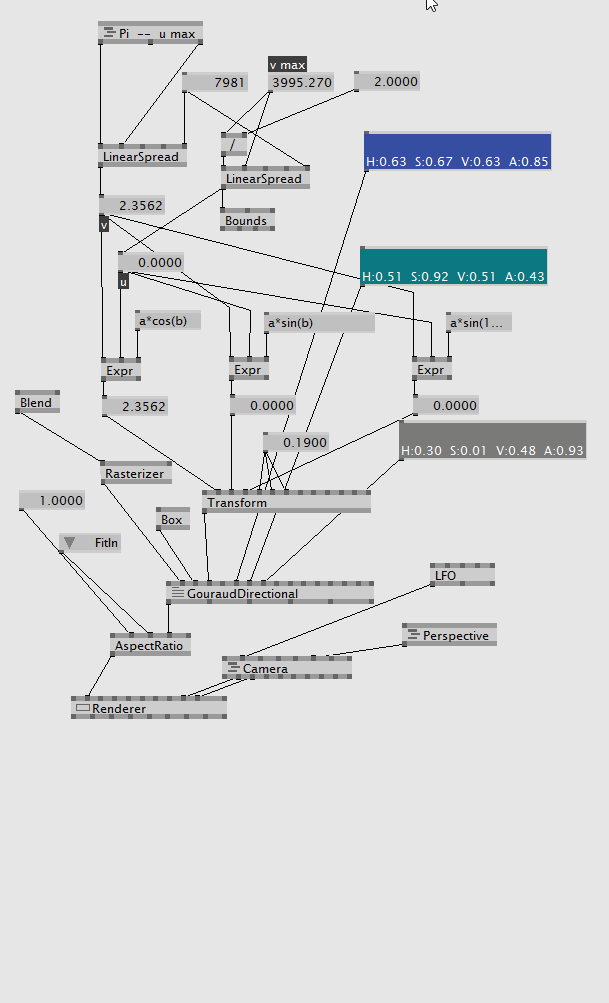 Pi -- u max
v max
7981
3995.270
2.0000
/
LinearSpread
H:0.63 S:0.67 V:0.63 A:0.85
LinearSpread
2.3562
v
Bounds
0.0000
u
H:0.51 S:0.92 V:0.51 A:0.43
a*cos(b)
a*sin(b)
a*sin(1...
Expr
Expr
Expr
Blend
2.3562
0.0000
0.0000
0.1900
H:0.30 S:0.01 V:0.48 A:0.93
Rasterizer
1.0000
Transform
Box
FitIn
LFO
GouraudDirectional
Perspective
AspectRatio
Camera
Renderer